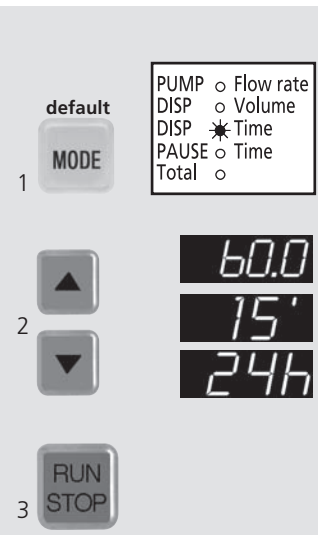 default
1 MODE
PUMP Flow rate
DISP Volume
DISP Time
PAUSE Time
Total
2
60.0
15'
24h
3 RUN
STOP